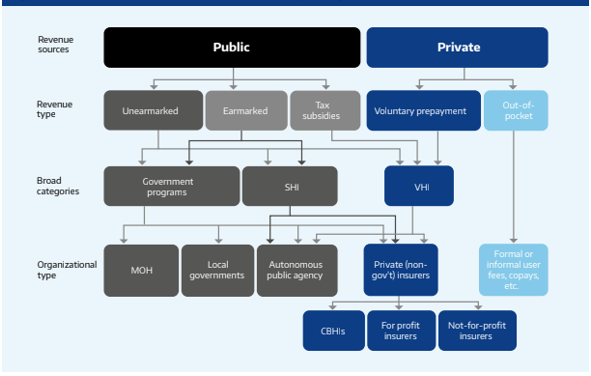 Revenue
sources
Public
Private
Revenue
type
Unearmarked
Earmarked
Tax
subsidies
Voluntary prepayment
Out-of-
pocket
Broad
categories
Government
programs
SHI
VHI
Organizational
type
MOH
Local
governments
Autonomous
public agency
Private (non-
gov't) insurers
Formal or
informal user
fees, copays,
etc.
CBHIs
For profit
insurers
Not-for-profit
insurers